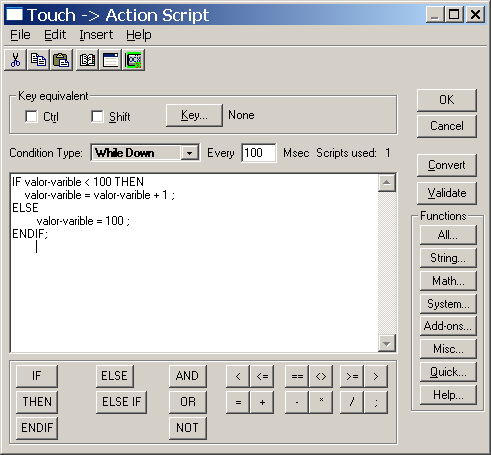 Touch -> Action Script
File Edit Insert Help
Key equivalent
Ctrl Shift Key... None
OK
Cancel
Condition Type: While Down Every 100 Msec Scripts used: 1
Convert
Validate
IF valor-varible < 100 THEN
valor-varible = valor-varible + 1 ;
ELSE
valor-varible = 100 ;
ENDIF;
Functions
All...
String...
Math...
System...
Add-ons...
Misc...
Quick...
Help...
IF ELSE AND < <= == <> >= >
THEN ELSE IF OR = + - * / ;
ENDIF NOT